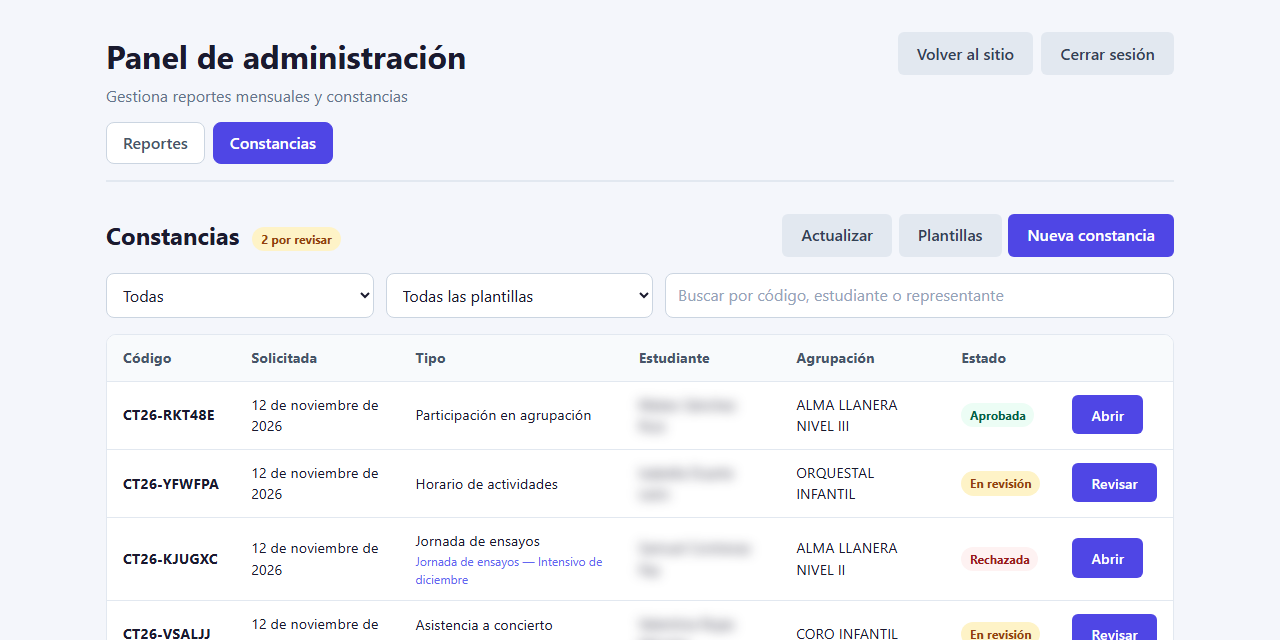 Panel de administración
Volver al sitio
Cerrar sesión
Gestiona reportes mensuales y constancias
Reportes
Constancias
Constancias
2 por revisar
Actualizar
Plantillas
Nueva constancia
Todas
Todas las plantillas
Buscar por código, estudiante o representante
Código Solicitada Tipo Estudiante Agrupación Estado
CT26-RKT48E
12 de noviembre de
2026
Participación en agrupación
ALMA LLANERA
NIVEL III
Aprobada
Abrir
CT26-YFWFPA
12 de noviembre de
2026
Horario de actividades
ORQUESTAL
INFANTIL
En revisión
Revisar
CT26-KJUGXC
12 de noviembre de
2026
Jornada de ensayos
Jornada de ensayos — Intensivo de
diciembre
ALMA LLANERA
NIVEL II
Rechazada
Abrir
CT26-VSALJJ
12 de noviembre de
Asistencia a concierto
CORO INFANTIL
En revisión
Revisar